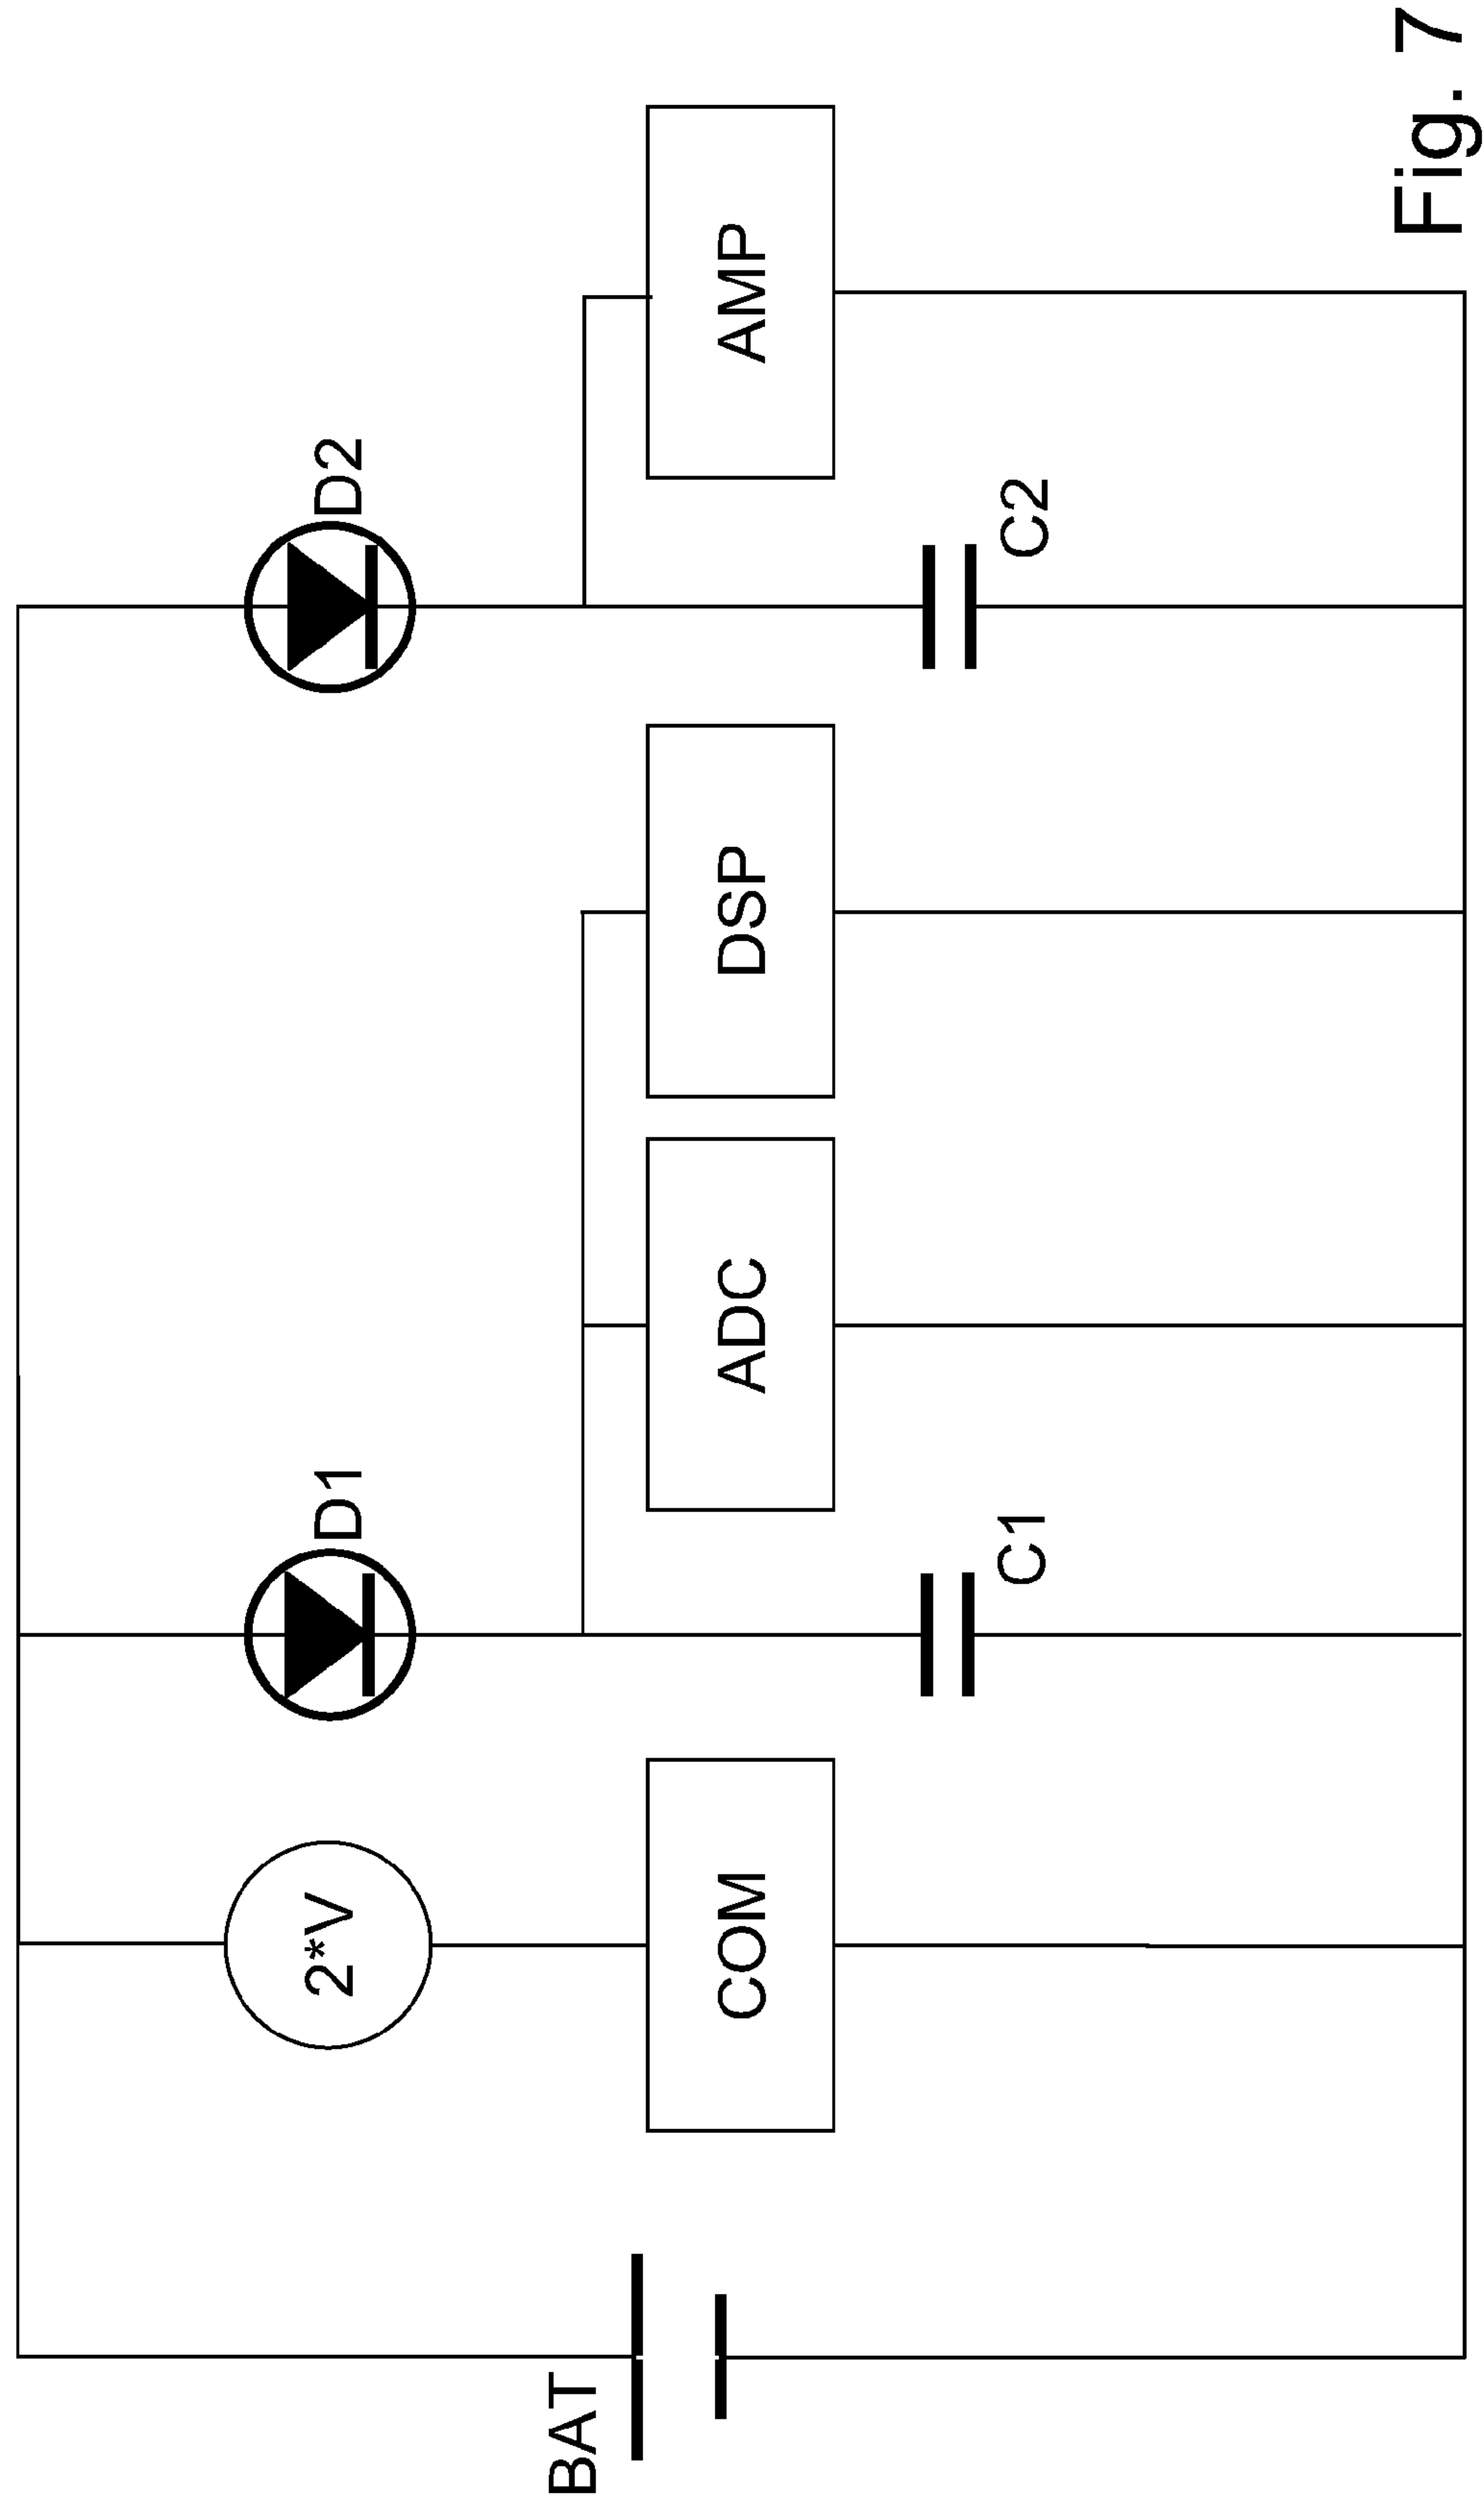 BAT
2*V
COM
D1
C1
ADC
DSP
D2
C2
AMP
Fig. 7